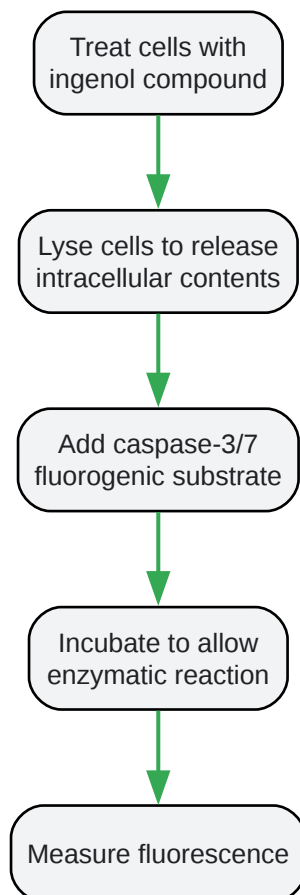 Treat cells with
ingenol compound
Lyse cells to release
intracellular contents
Add caspase-3/7
fluorogenic substrate
Incubate to allow
enzymatic reaction
Measure fluorescence